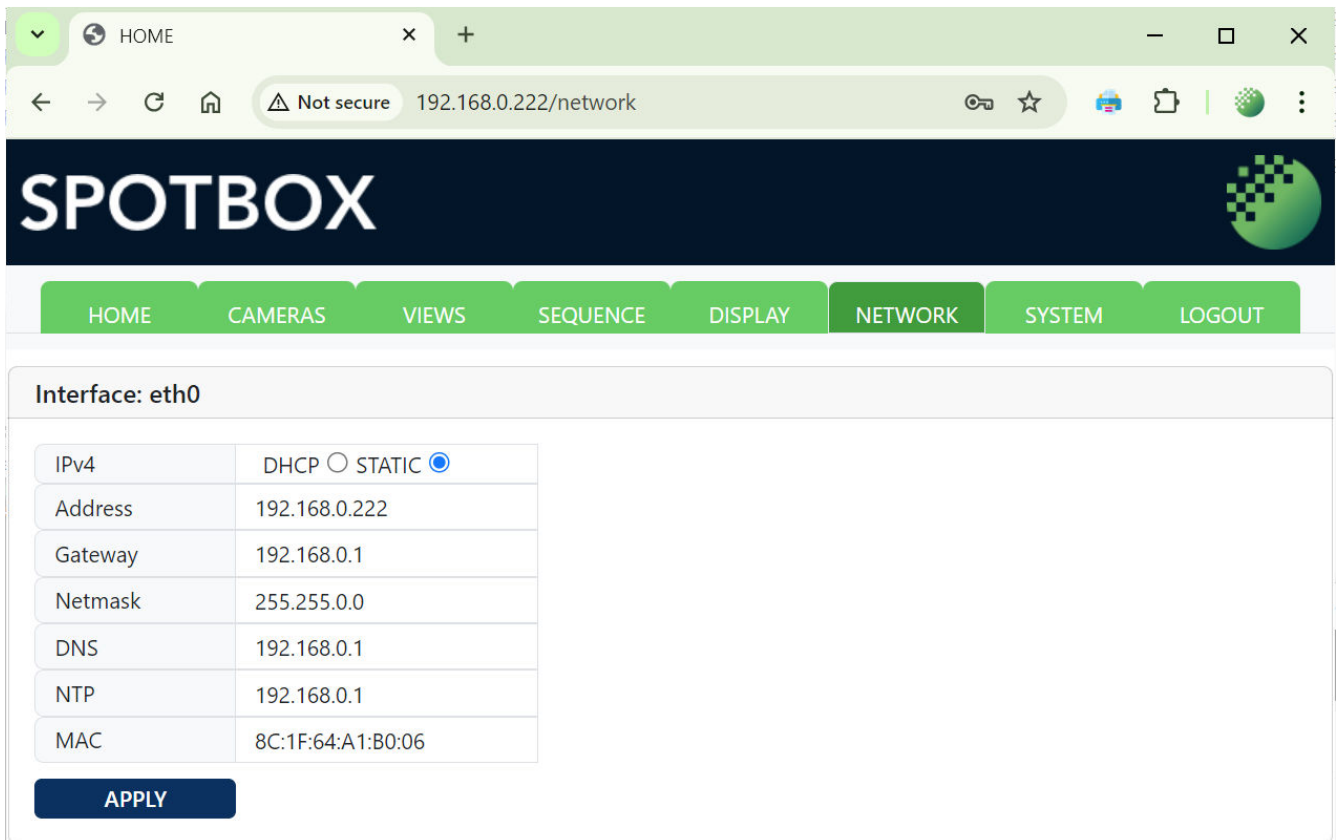 HOME
Not secure 192.168.0.222/network
SPOTBOX
HOME CAMERAS VIEWS SEQUENCE DISPLAY NETWORK SYSTEM LOGOUT
Interface: eth0
IPv4 DHCP STATIC
Address 192.168.0.222
Gateway 192.168.0.1
Netmask 255.255.0.0
DNS 192.168.0.1
NTP 192.168.0.1
MAC 8C:1F:64:A1:B0:06
APPLY